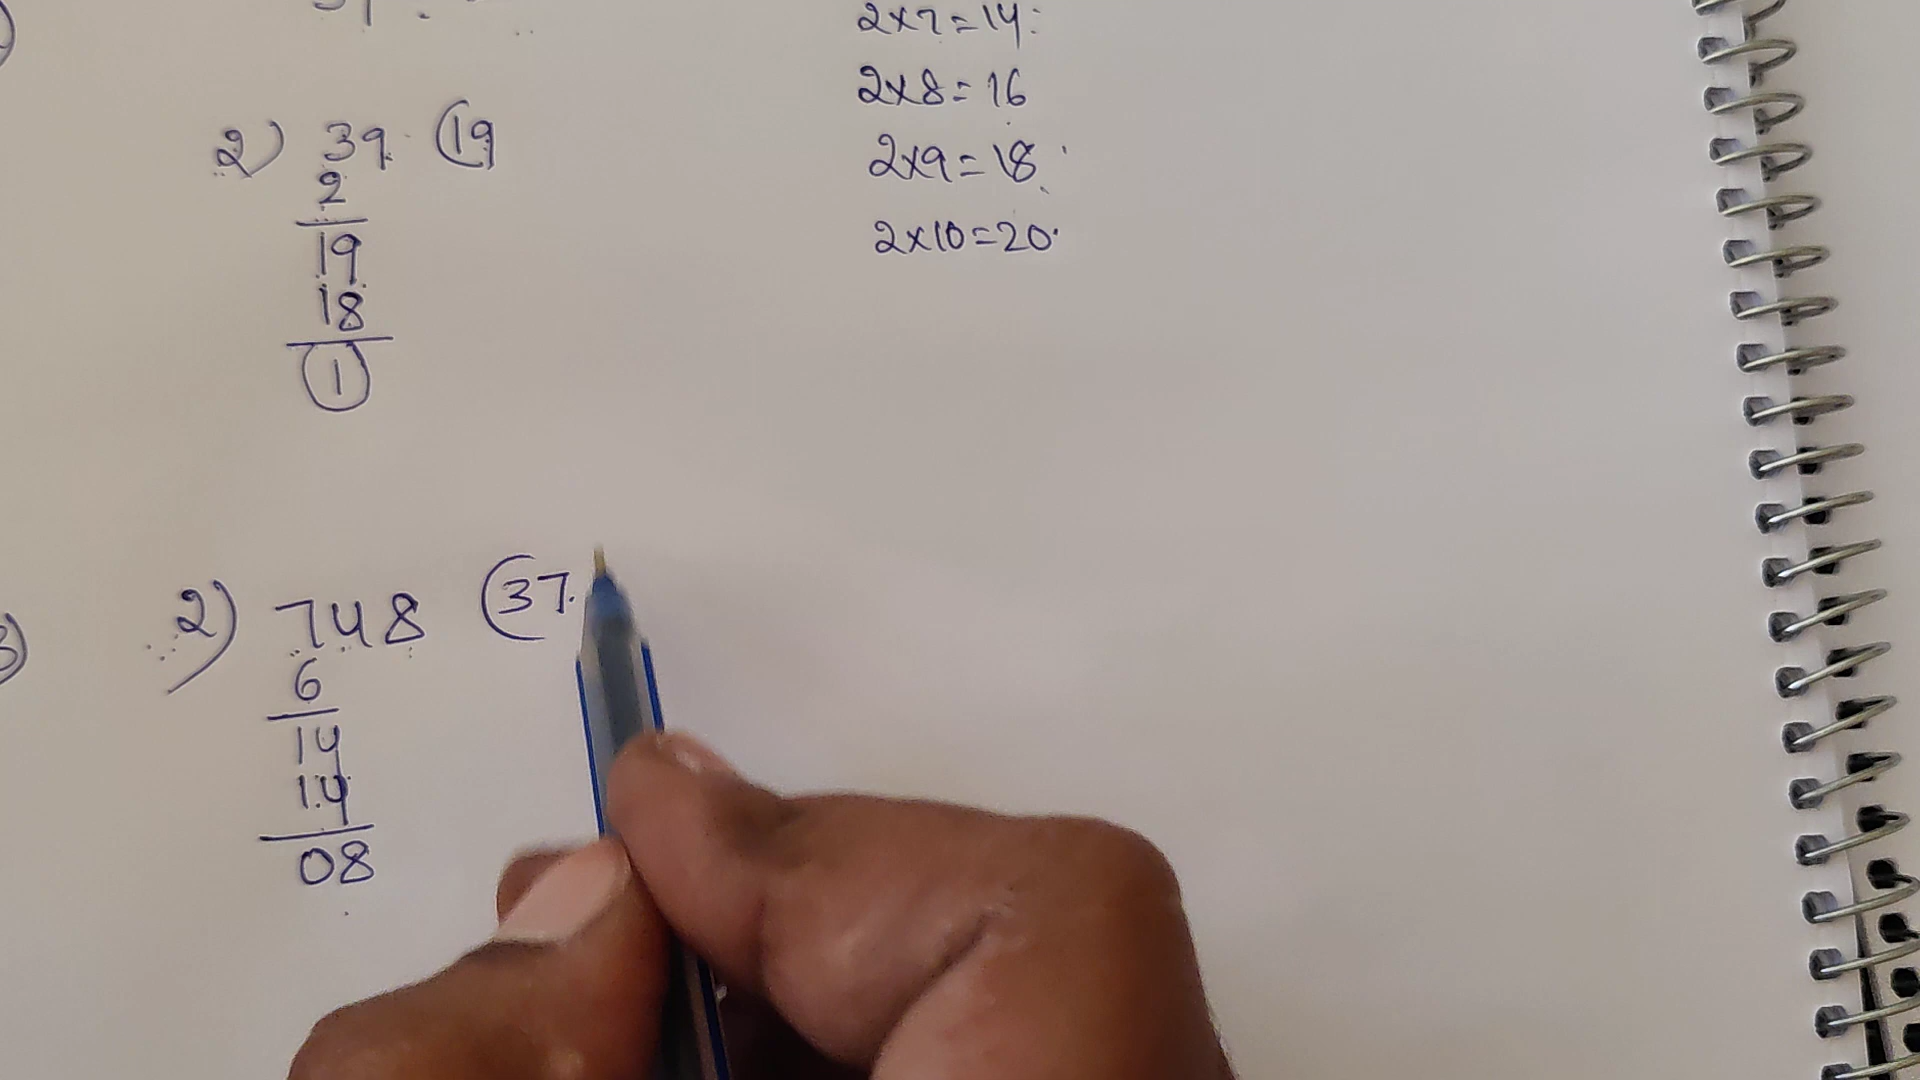 2x7=14
2x8=16
2) 39 (19
2x9=18
2
2x10=20
19
18
1
2) 748 (37
6
14
14
08